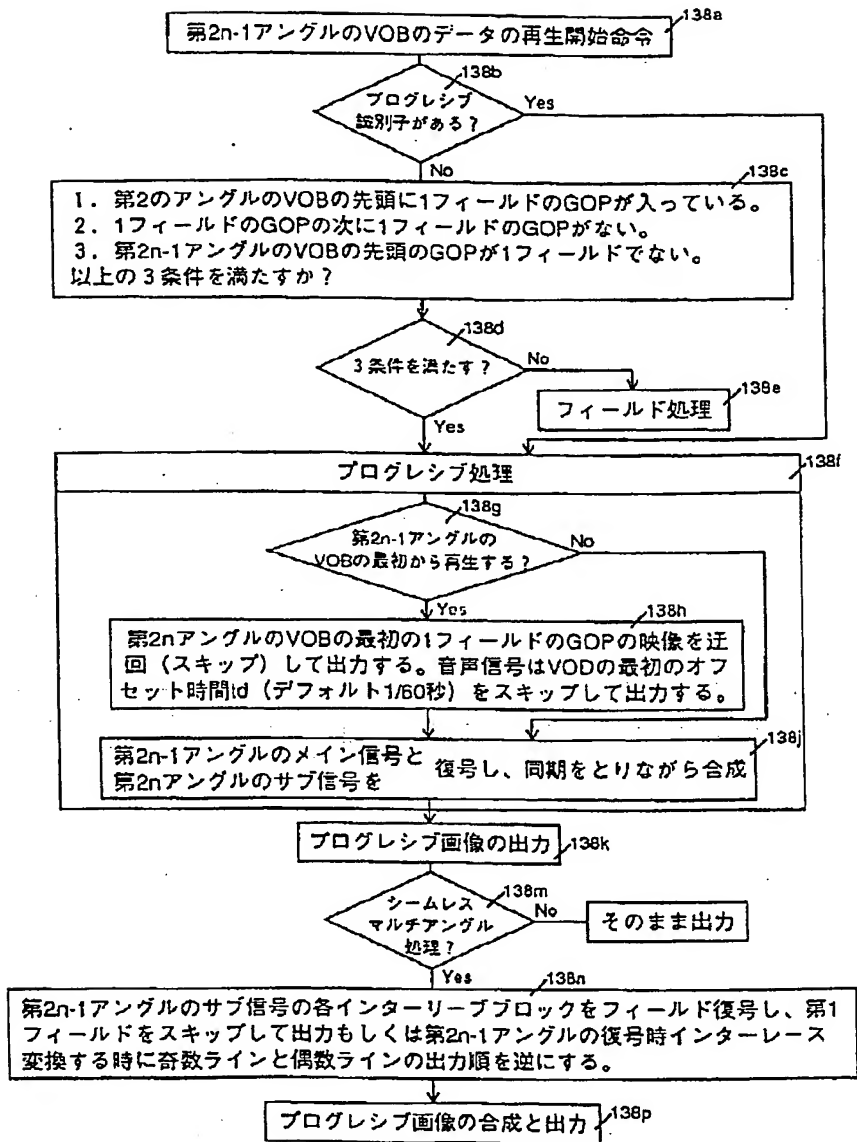 138a
第2n-1アングルのVOBのデータの再生開始命令
138b
プログレシブ
識別子がある?
Yes
No
138c
1. 第2のアングルのVOBの先頭に1フィールドのGOPが入っている。
2. 1フィールドのGOPの次に1フィールドのGOPがない。
3. 第2n-1アングルのVOBの先頭のGOPが1フィールドでない。
以上の3条件を満たすか?
138d
3条件を満たす?
No
138e
フィールド処理
Yes
プログレシブ処理
138f
138g
第2n-1アングルの
VOBの最初から再生する?
No
Yes
138h
第2nアングルのVOBの最初の1フィールドのGOPの映像を迂
回(スキップ)して出力する。音声信号はVODの最初のオフ
セット時間td(デフォルト1/60秒)をスキップして出力する。
138j
第2n-1アングルのメイン信号と
第2nアングルのサブ信号を
復号し、同期をとりながら合成
プログレシブ画像の出力
138k
138m
シームレス
マルチアングル
処理?
No
そのまま出力
Yes
138n
第2n-1アングルのサブ信号の各インターリーブブロックをフィールド復号し、第1
フィールドをスキップして出力もしくは第2n-1アングルの復号時インターレース
変換する時に奇数ラインと偶数ラインの出力順を逆にする。
プログレシブ画像の合成と出力
138p